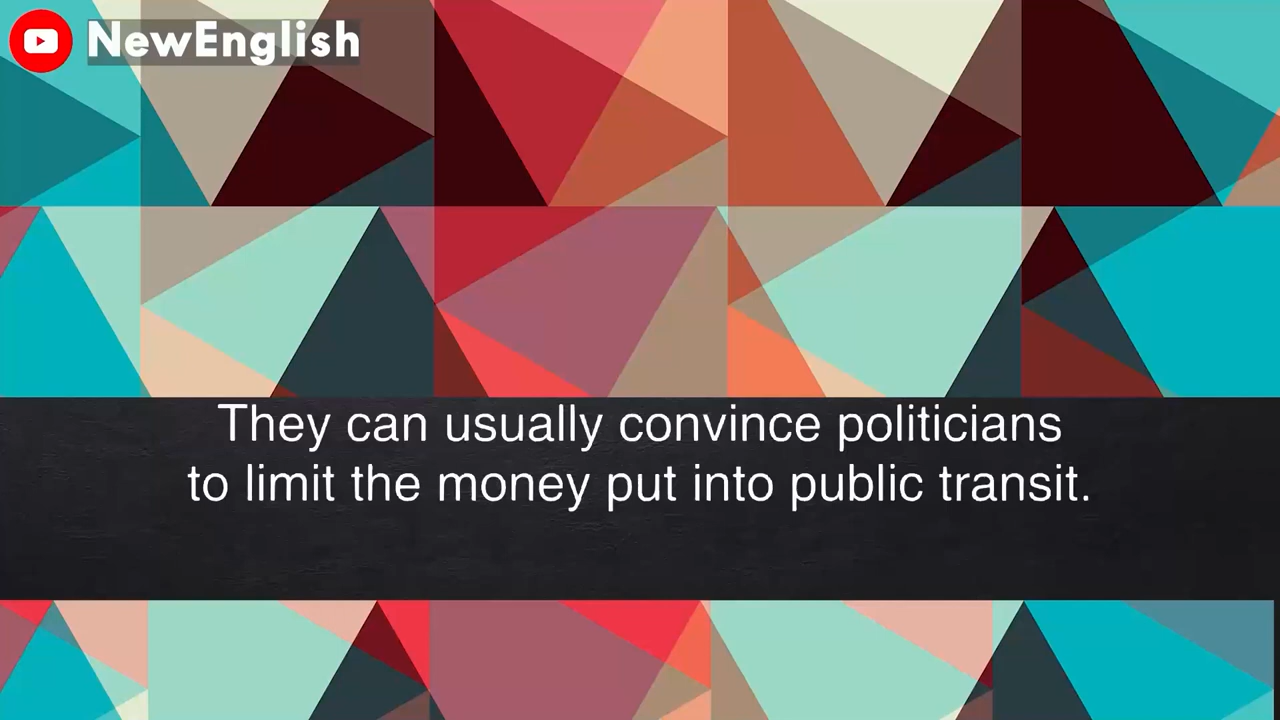 NewEnglish
They can usually convince politicians
to limit the money put into public transit.